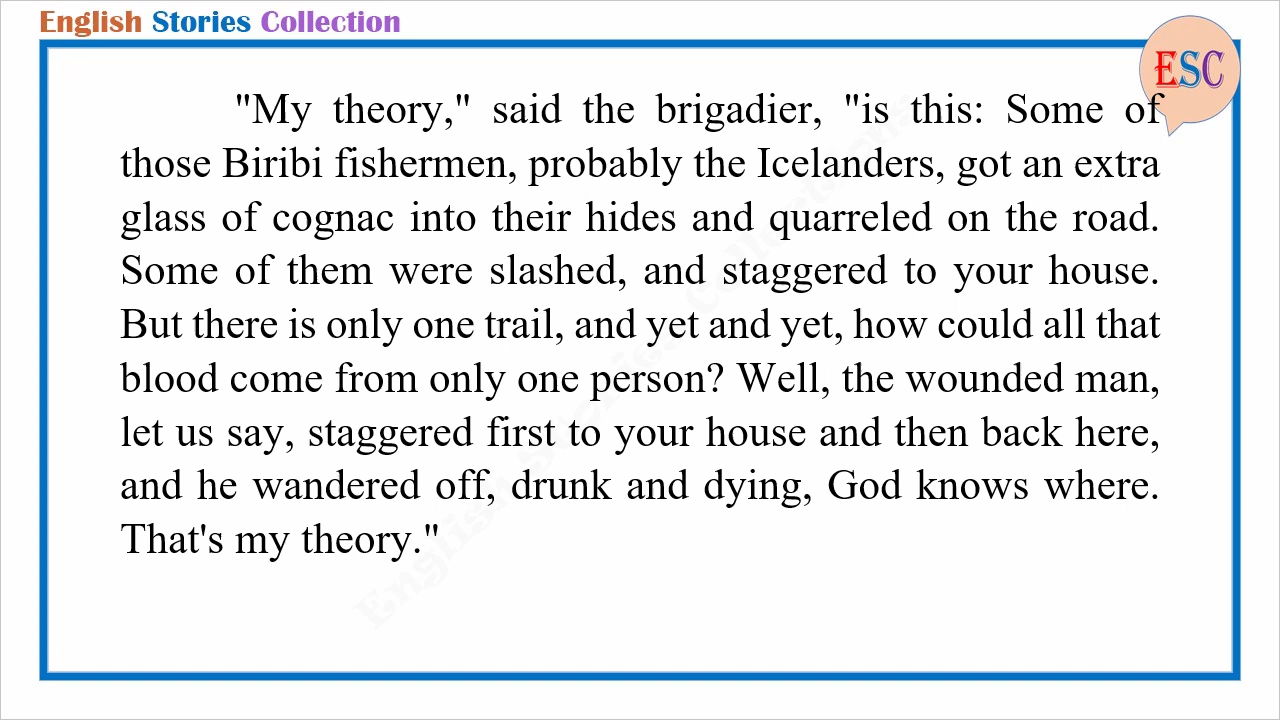 English Stories Collection
ESC
"My theory," said the brigadier, "is this: Some of
those Biribi fishermen, probably the Icelanders, got an extra
glass of cognac into their hides and quarreled on the road.
Some of them were slashed, and staggered to your house.
But there is only one trail, and yet and yet, how could all that
blood come from only one person? Well, the wounded man,
let us say, staggered first to your house and then back here,
and he wandered off, drunk and dying, God knows where.
That's my theory."
English Stories Collections